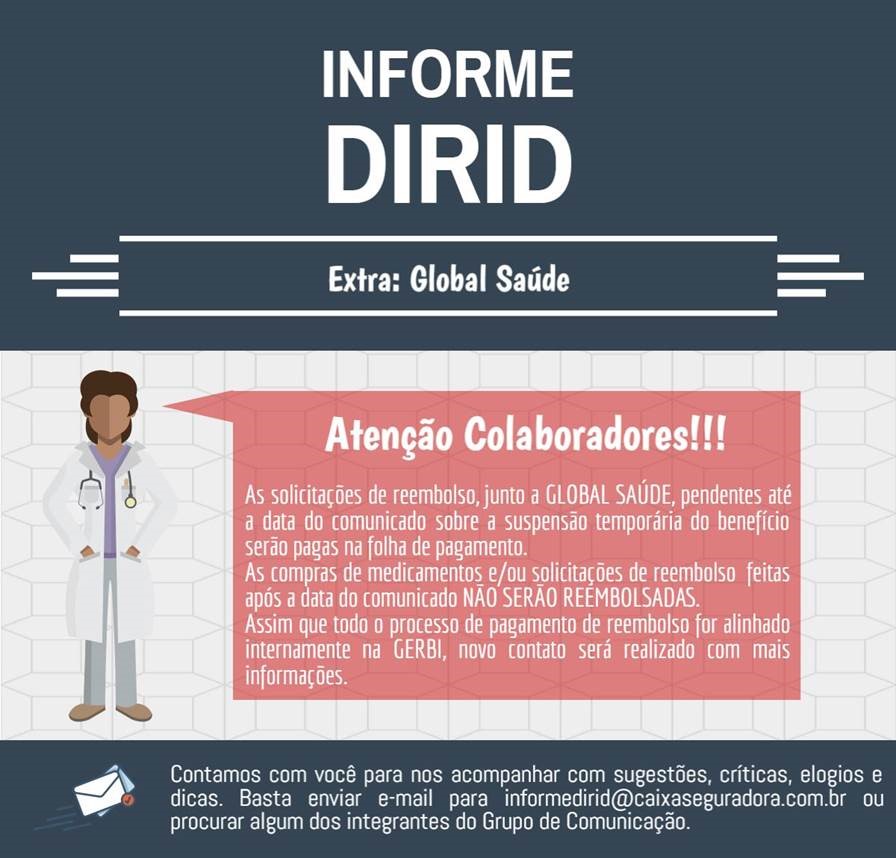 INFORME
DIRID
Extra: Global Saúde
Atenção Colaboradores!!!
As solicitações de reembolso, junto a GLOBAL SAÚDE, pendentes até
a data do comunicado sobre a suspensão temporária do benefício
serão pagas na folha de pagamento.
As compras de medicamentos e/ou solicitações de reembolso feitas
após a data do comunicado NÃO SERÃO REEMBOLSADAS.
Assim que todo o processo de pagamento de reembolso for alinhado
internamente na GERBI, novo contato será realizado com mais
informações.
Contamos com você para nos acompanhar com sugestões, críticas, elogios e
dicas. Basta enviar e-mail para informedirid@caixaseguradora.com.br ou
procurar algum dos integrantes do Grupo de Comunicação.